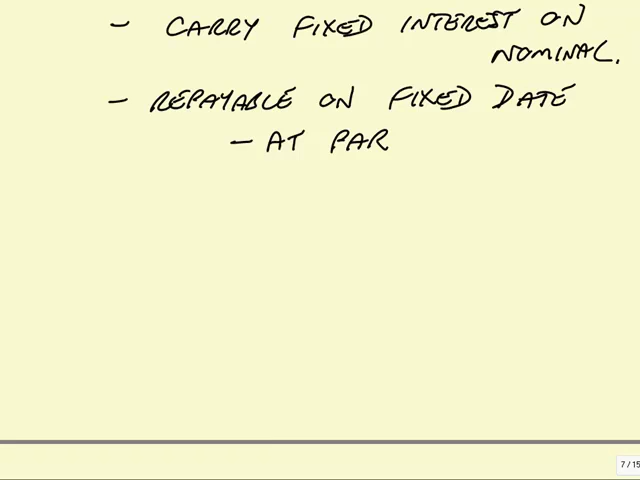 - CARRY FIXED INTEREST ON
NOMINAL.
- REPAYABLE ON FIXED DATE
- AT PAR
7 / 15